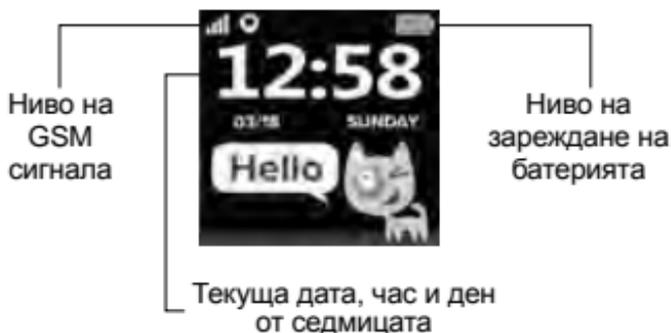 12:58
03/18 SUNDAY
Hello
Ниво на
GSM
сигнала
Ниво на
зареждане на
батерията
Текуща дата, час и ден
от седмицата